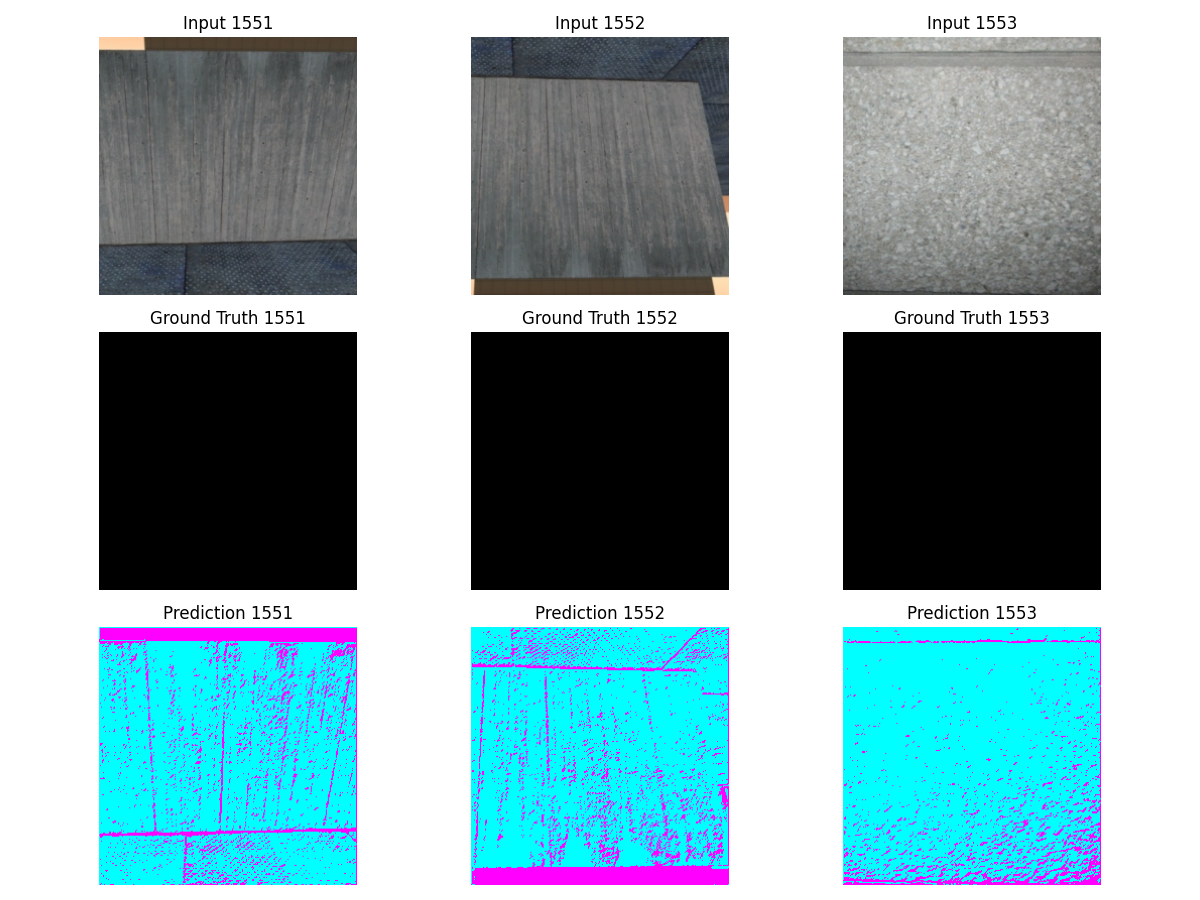 Input 1551
Input 1552
Input 1553
Ground Truth 1551
Ground Truth 1552
Ground Truth 1553
Prediction 1551
Prediction 1552
Prediction 1553